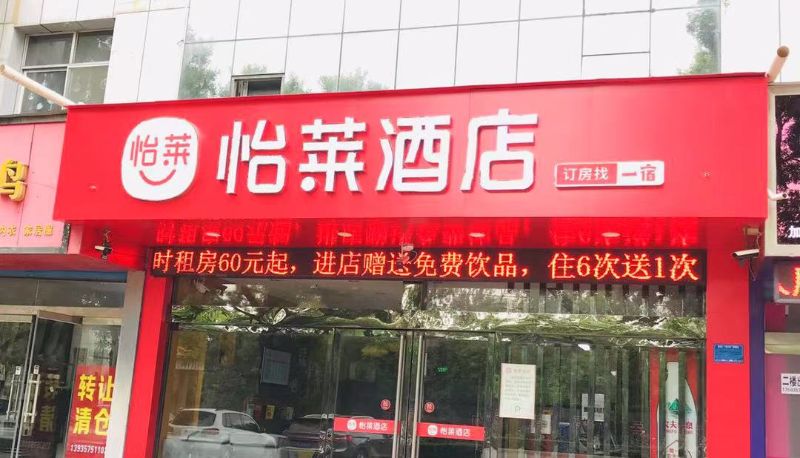 怡莱
怡莱酒店
订房找 一宿
时租房60元起，进店赠送免费饮品，住6次送1次
怡莱酒店
怡莱酒店
转让
清仓